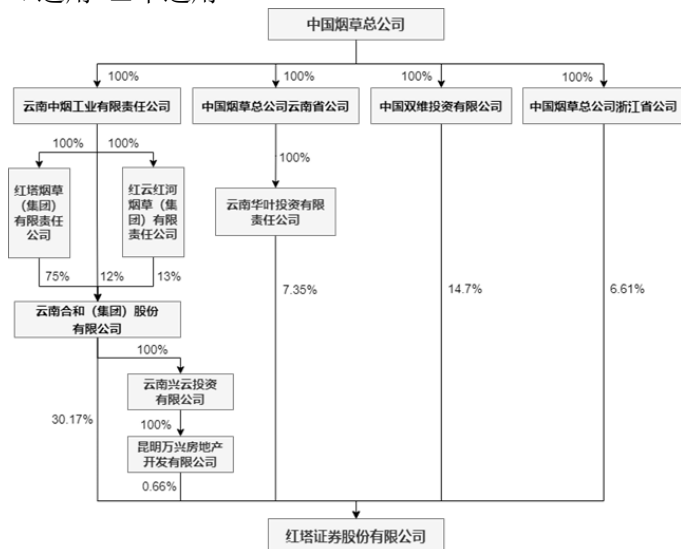 中国烟草总公司
100%
100%
100%
100%
云南中烟工业有限责任公司
中国烟草总公司云南省公司
中国双维投资有限公司
中国烟草总公司浙江省公司
100%
100%
100%
红塔烟草
（集团）
有限责任
公司
红云红河
烟草（集
团）有限
责任公司
云南华叶投资有限
责任公司
75%
12%
13%
7.35%
14.7%
6.61%
云南合和（集团）股份
有限公司
100%
云南兴云投资
有限公司
30.17%
100%
昆明万兴房地产
开发有限公司
0.66%
红塔证券股份有限公司